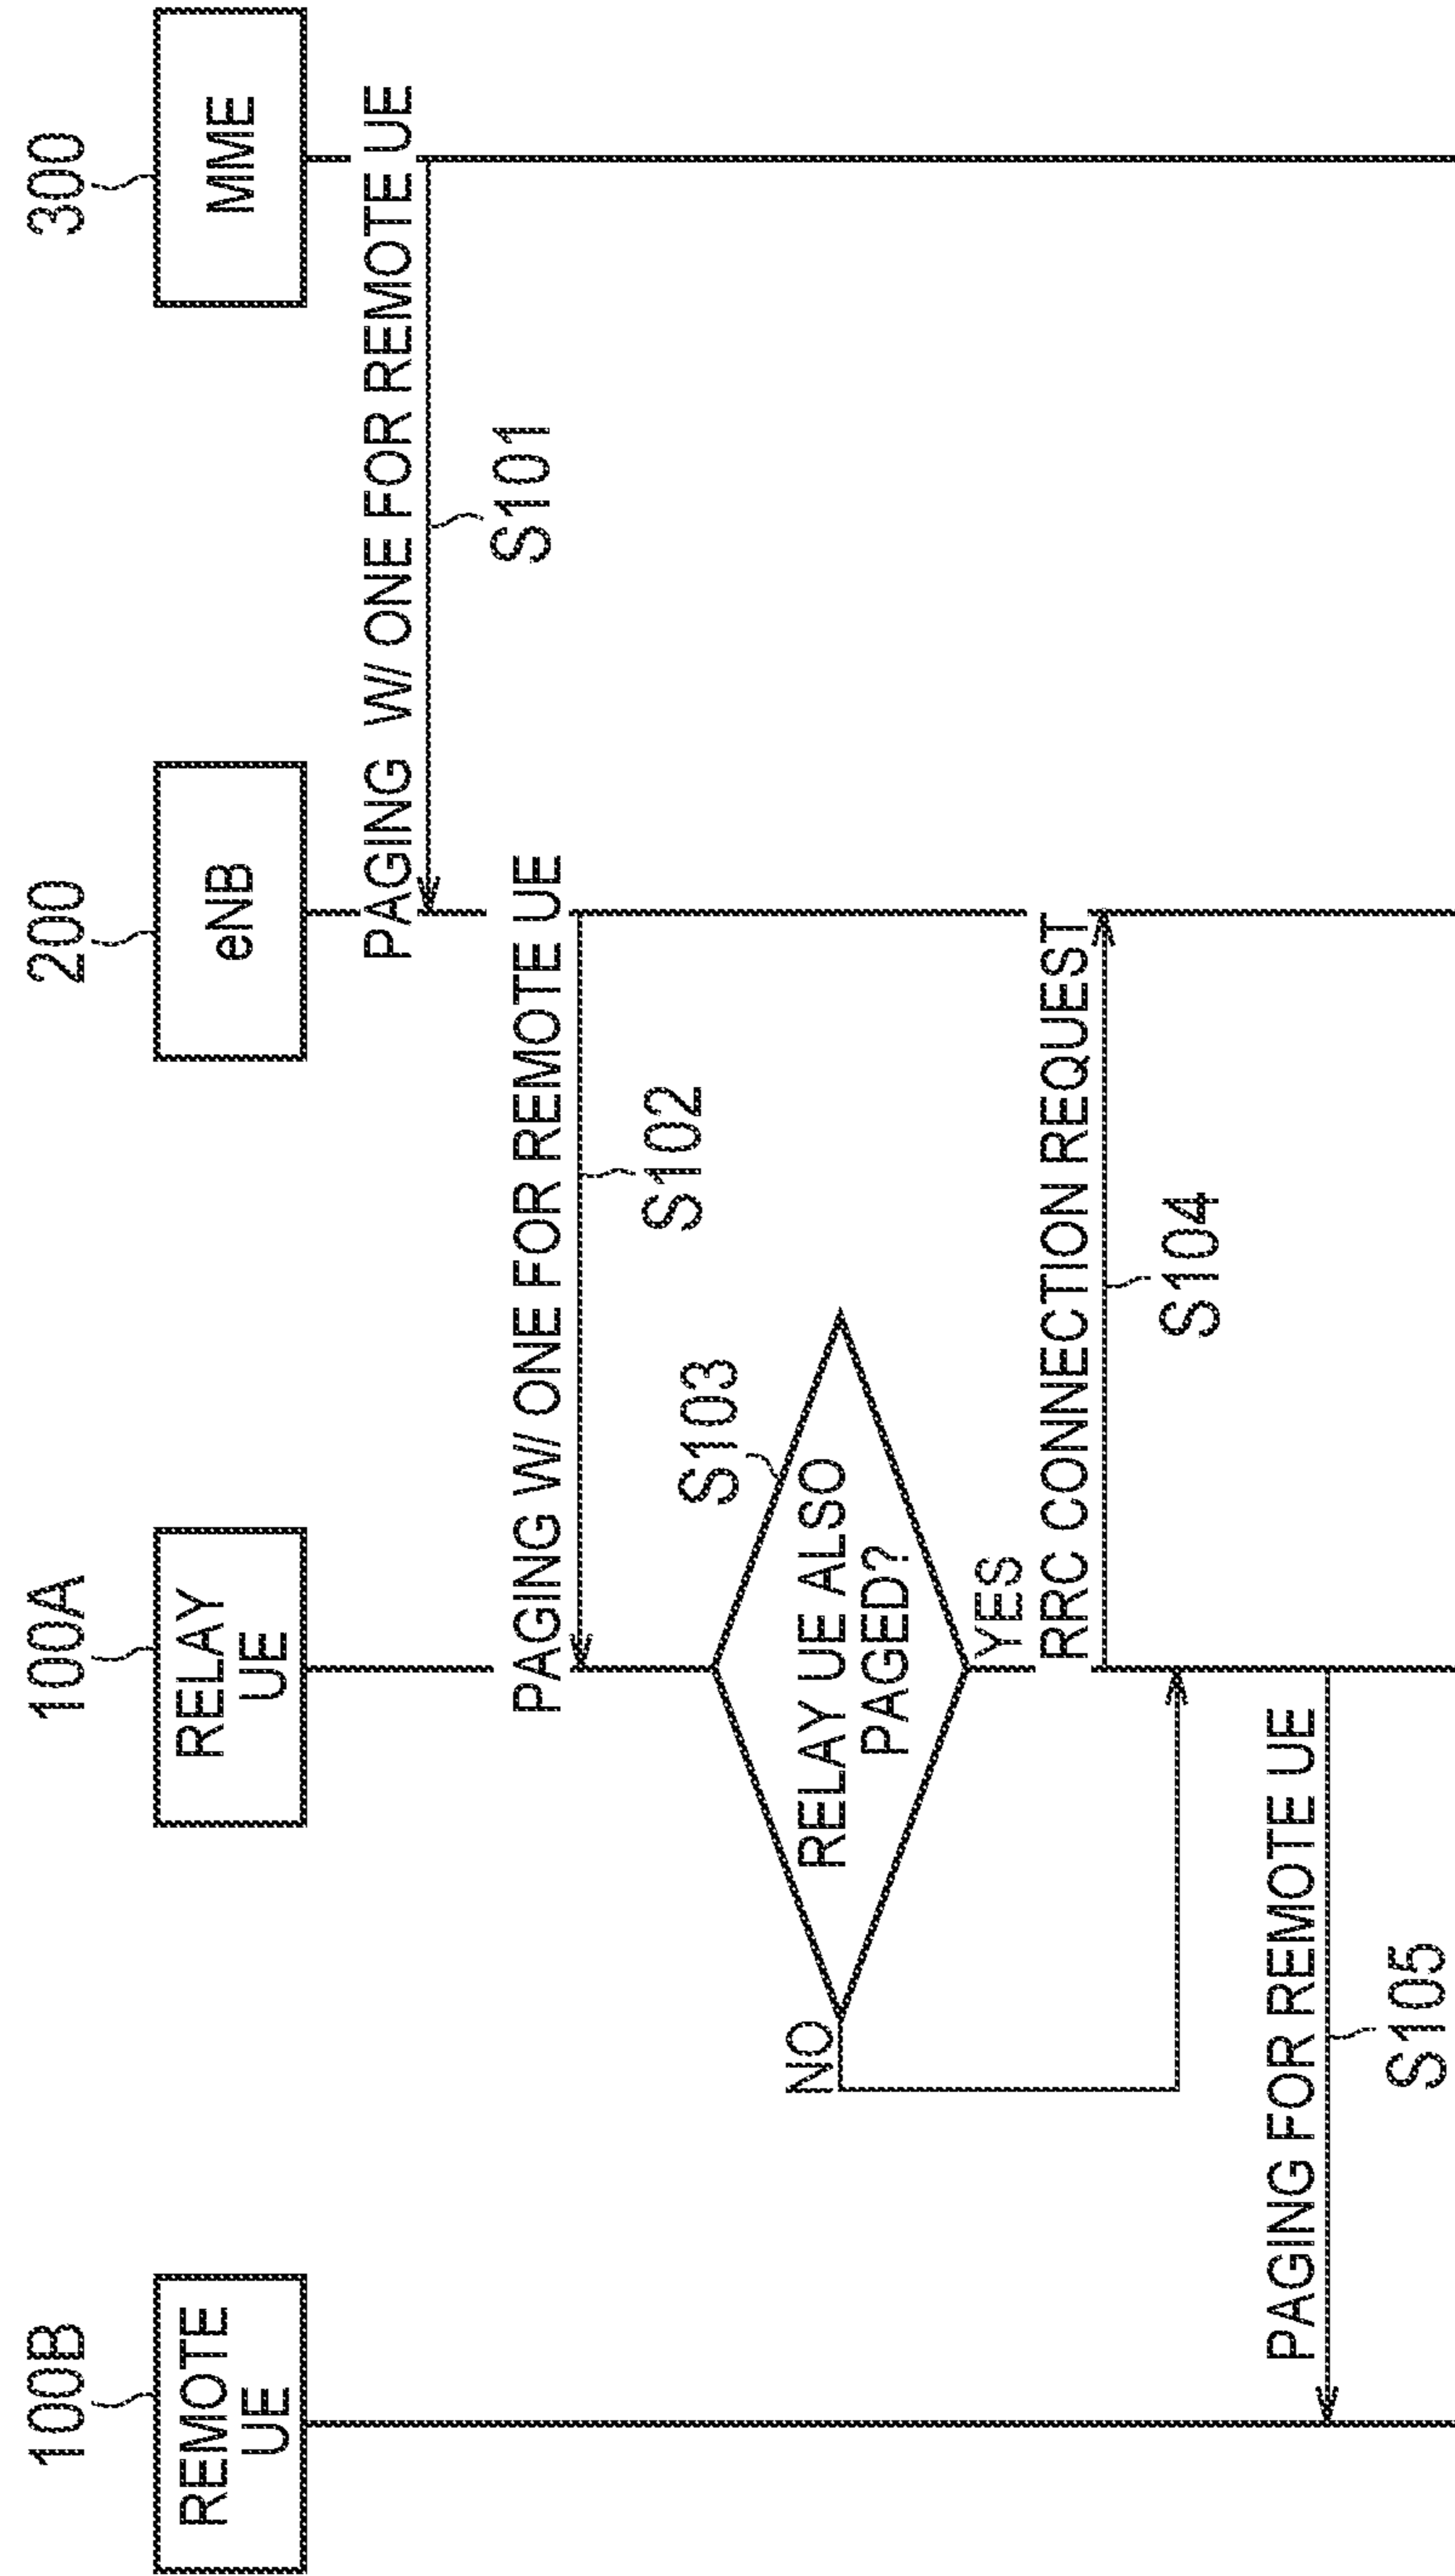 100B
100A
200
300
REMOTE
UE
RELAY
UE
eNB
MME
PAGING W/ ONE FOR REMOTE UE
S101
PAGING W/ ONE FOR REMOTE UE
S102
S103
RELAY UE ALSO
PAGED?
NO
YES
RRC CONNECTION REQUEST
S104
PAGING FOR REMOTE UE
S105